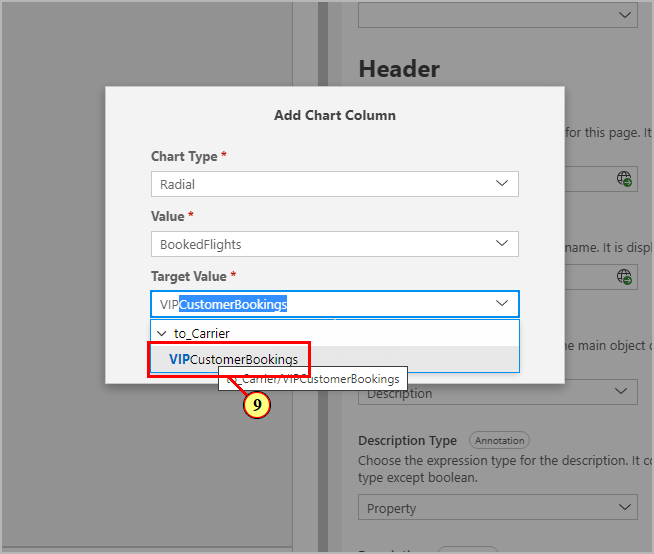 Header
for this page. It
Add Chart Column
Chart Type *
Radial
Value *
BookedFlights
name. It is displ
Target Value *
VIPCustomerBookings
to_Carrier
VIPCustomerBookings
to_Carrier/VIPCustomerBookings
9
he main object o
Description
Description Type Annotation
Choose the expression type for the description. It co
type except boolean.
Property